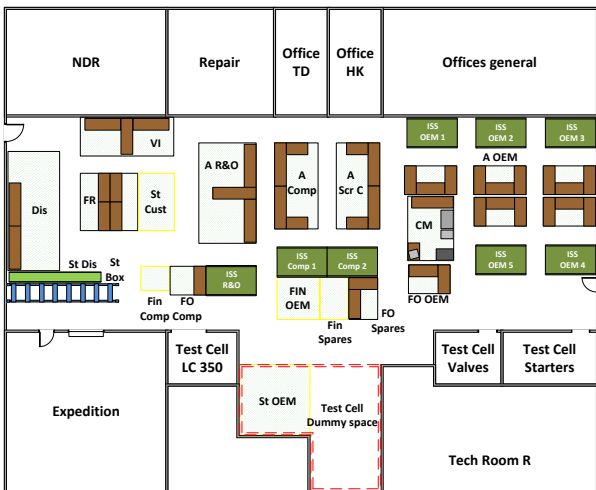 NDR
Repair
Office
TD
Office
HK
Offices general
VI
A R&O
A
Comp
A
Scr C
ISS
OEM 1
ISS
OEM 2
ISS
OEM 3
A OEM
Dis
FR
St
Cust
CM
St Dis
St
Box
ISS
Comp 1
ISS
Comp 2
ISS
OEM 5
ISS
OEM 4
ISS
R&O
FIN
OEM
Fin
Comp
FO
Comp
Fin
Spares
FO
Spares
FO OEM
Test Cell
LC 350
Test Cell
Valves
Test Cell
Starters
Expedition
St OEM
Test Cell
Dummy space
Tech Room R